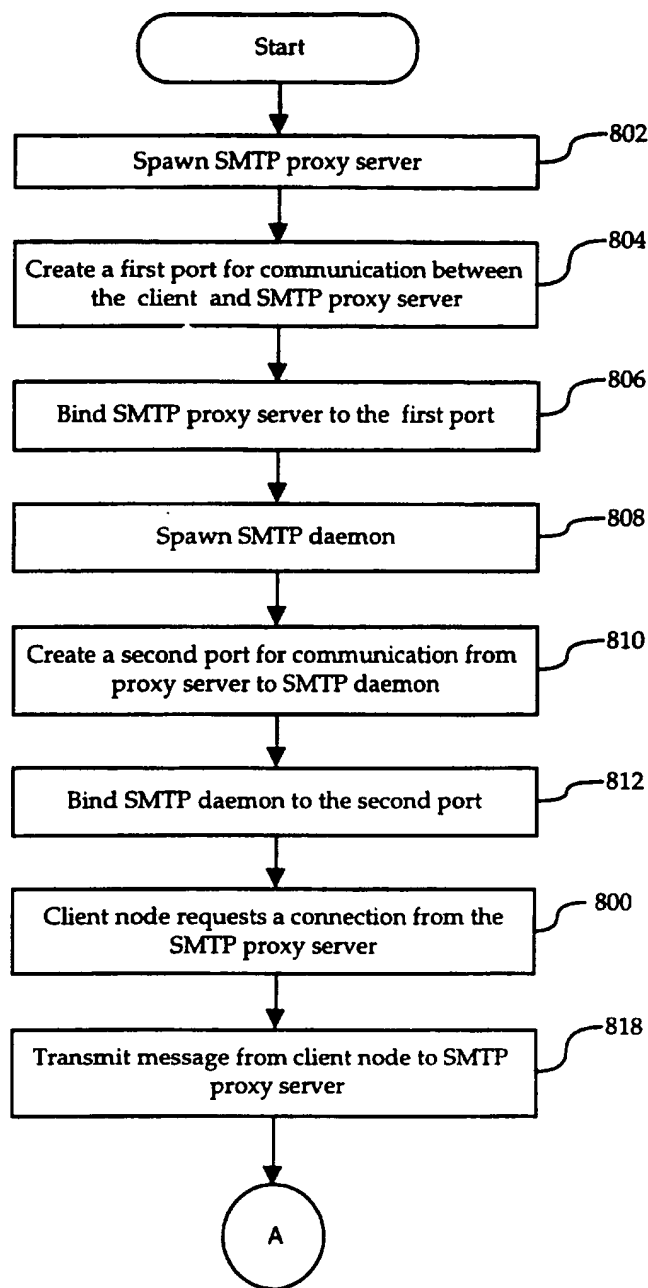 Start
Spawn SMTP proxy server
802
Create a first port for communication between
the client and SMTP proxy server
804
Bind SMTP proxy server to the first port
806
Spawn SMTP daemon
808
Create a second port for communication from
proxy server to SMTP daemon
810
Bind SMTP daemon to the second port
812
Client node requests a connection from the
SMTP proxy server
800
Transmit message from client node to SMTP
proxy server
818
A